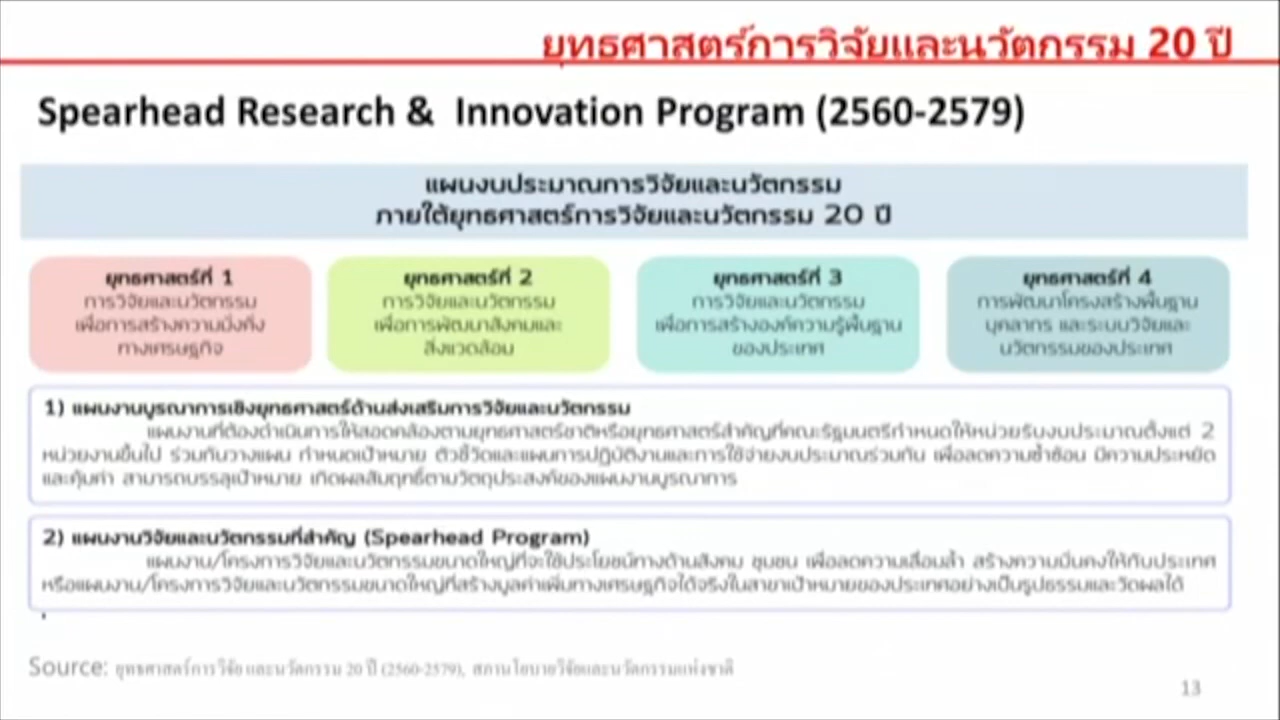 ยุทธศาสตร์การวิจัยและนวัตกรรม 20 ปี
Spearhead Research & Innovation Program (2560-2579)
แผนงบประมาณการวิจัยและนวัตกรรม
ภายใต้ยุทธศาสตร์การวิจัยและนวัตกรรม 20 ปี
ยุทธศาสตร์ที่ 1
การวิจัยและนวัตกรรม
เพื่อการสร้างความมั่งคั่ง
ทางเศรษฐกิจ
ยุทธศาสตร์ที่ 2
การวิจัยและนวัตกรรม
เพื่อการพัฒนาสังคมและ
สิ่งแวดล้อม
ยุทธศาสตร์ที่ 3
การวิจัยและนวัตกรรม
เพื่อการสร้างองค์ความรู้พื้นฐาน
ของประเทศ
ยุทธศาสตร์ที่ 4
การพัฒนาโครงสร้างพื้นฐาน
บุคลากร และระบบวิจัยและ
นวัตกรรมของประเทศ
1) แผนงานบูรณาการเชิงยุทธศาสตร์ด้านส่งเสริมการวิจัยและนวัตกรรม
แผนงานที่ต้องดำเนินการให้สอดคล้องตามยุทธศาสตร์ชาติหรือยุทธศาสตร์สำคัญที่คณะรัฐมนตรีกำหนดให้หน่วยรับงบประมาณตั้งแต่ 2
หน่วยงานขึ้นไป ร่วมกันวางแผน กำหนดเป้าหมาย ตัวชี้วัดและแผนการปฏิบัติงานและการใช้จ่ายงบประมาณร่วมกัน เพื่อลดความซ้ำซ้อน มีความประหยัด
และคุ้มค่า สามารถบรรลุเป้าหมาย เกิดผลสัมฤทธิ์ตามวัตถุประสงค์ของแผนงานบูรณาการ
2) แผนงานวิจัยและนวัตกรรมที่สำคัญ (Spearhead Program)
แผนงาน/โครงการวิจัยและนวัตกรรมขนาดใหญ่ที่จะใช้ประโยชน์ทางด้านสังคม ชุมชน เพื่อลดความเลื่อมล้ำ สร้างความมั่นคงให้กับประเทศ
หรือแผนงาน/โครงการวิจัยและนวัตกรรมขนาดใหญ่ที่สร้างมูลค่าเพิ่มทางเศรษฐกิจได้จริงในสาขาเป้าหมายของประเทศอย่างเป็นรูปธรรมและวัดผลได้
Source: ยุทธศาสตร์การวิจัยและนวัตกรรม 20 ปี (2560-2579), สภานโยบายวิจัยและนวัตกรรมแห่งชาติ
13